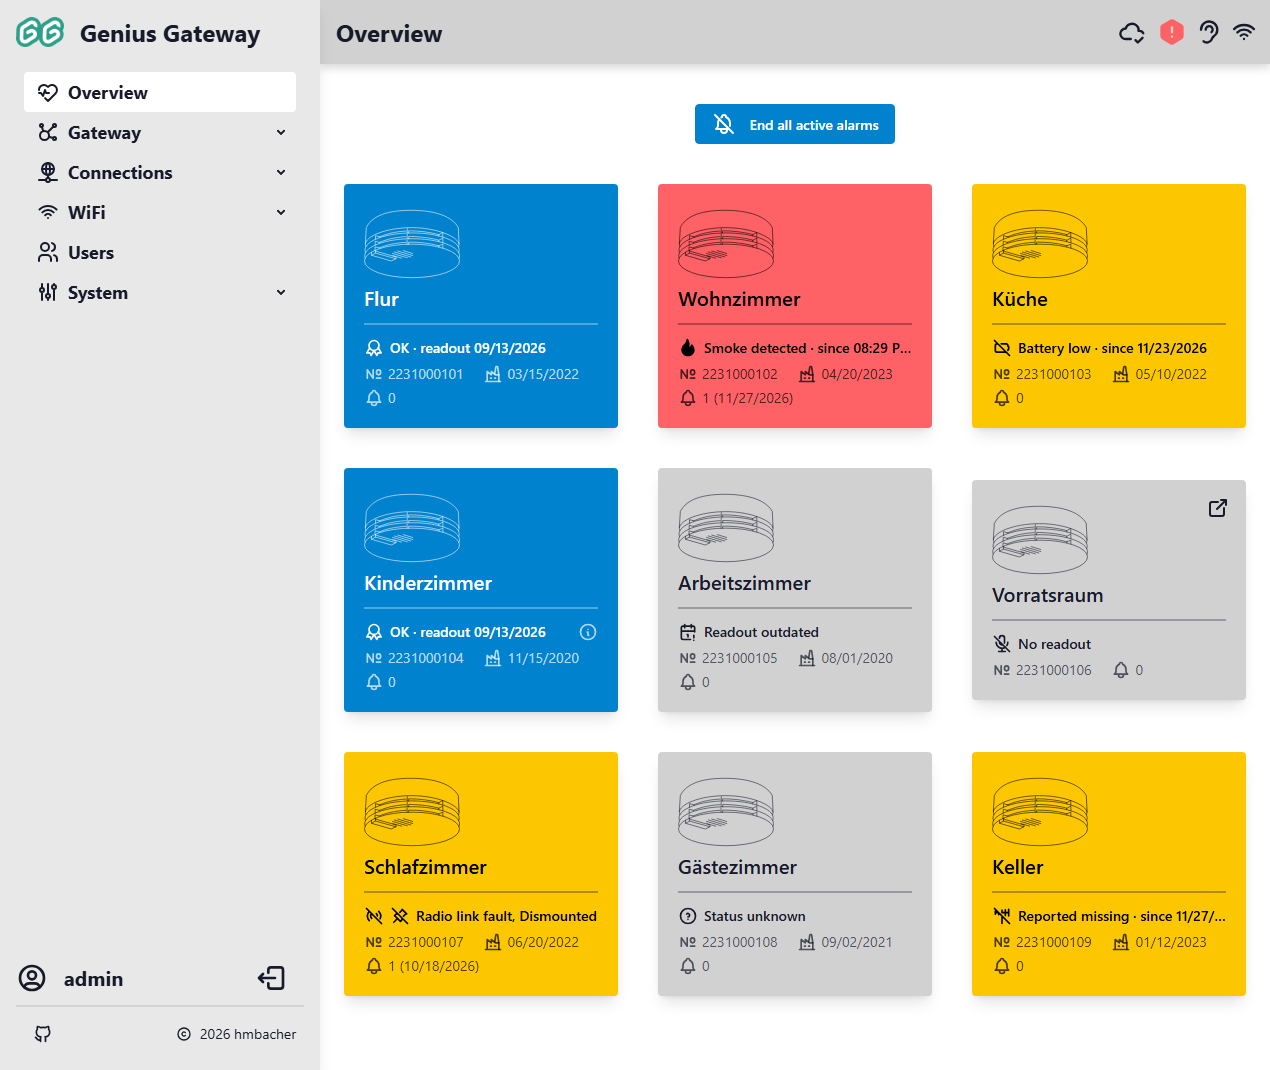 Genius Gateway
Overview
Gateway
Connections
WiFi
Users
System
admin
© 2026 hmbacher
Overview
End all active alarms
Flur
OK · readout 09/13/2026
№ 2231000101 03/15/2022
0
Wohnzimmer
Smoke detected · since 08:29 P...
№ 2231000102 04/20/2023
1 (11/27/2026)
Küche
Battery low · since 11/23/2026
№ 2231000103 05/10/2022
0
Kinderzimmer
OK · readout 09/13/2026
№ 2231000104 11/15/2020
0
Arbeitszimmer
Readout outdated
№ 2231000105 08/01/2020
0
Vorratsraum
No readout
№ 2231000106 0
Schlafzimmer
Radio link fault, Dismounted
№ 2231000107 06/20/2022
1 (10/18/2026)
Gästezimmer
Status unknown
№ 2231000108 09/02/2021
0
Keller
Reported missing · since 11/27/...
№ 2231000109 01/12/2023
0